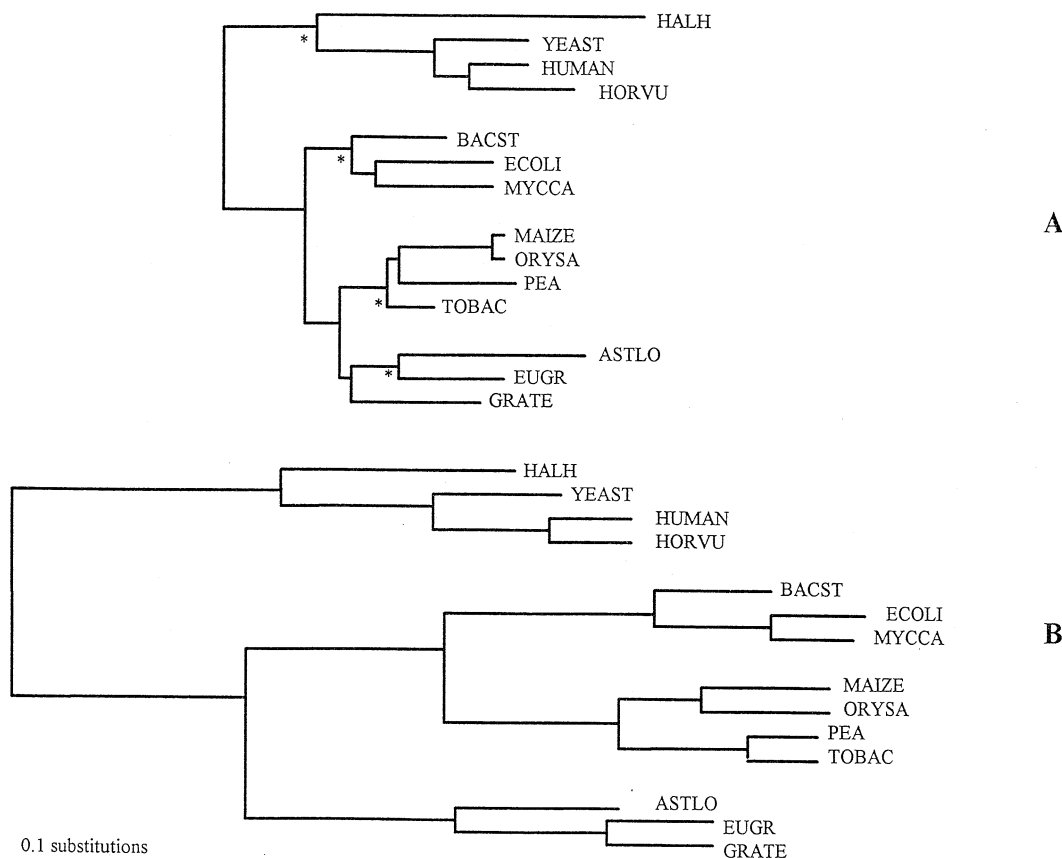 HALH
*
YEAST
HUMAN
HORVU
BACST
*
ECOLI
MYCCA
A
MAIZE
ORYSA
PEA
*
TOBAC
ASTLO
*
EUGR
GRATE
HALH
YEAST
HUMAN
HORVU
BACST
ECOLI
B
MYCCA
MAIZE
ORYSA
PEA
TOBAC
ASTLO
EUGR
0.1 substitutions
GRATE